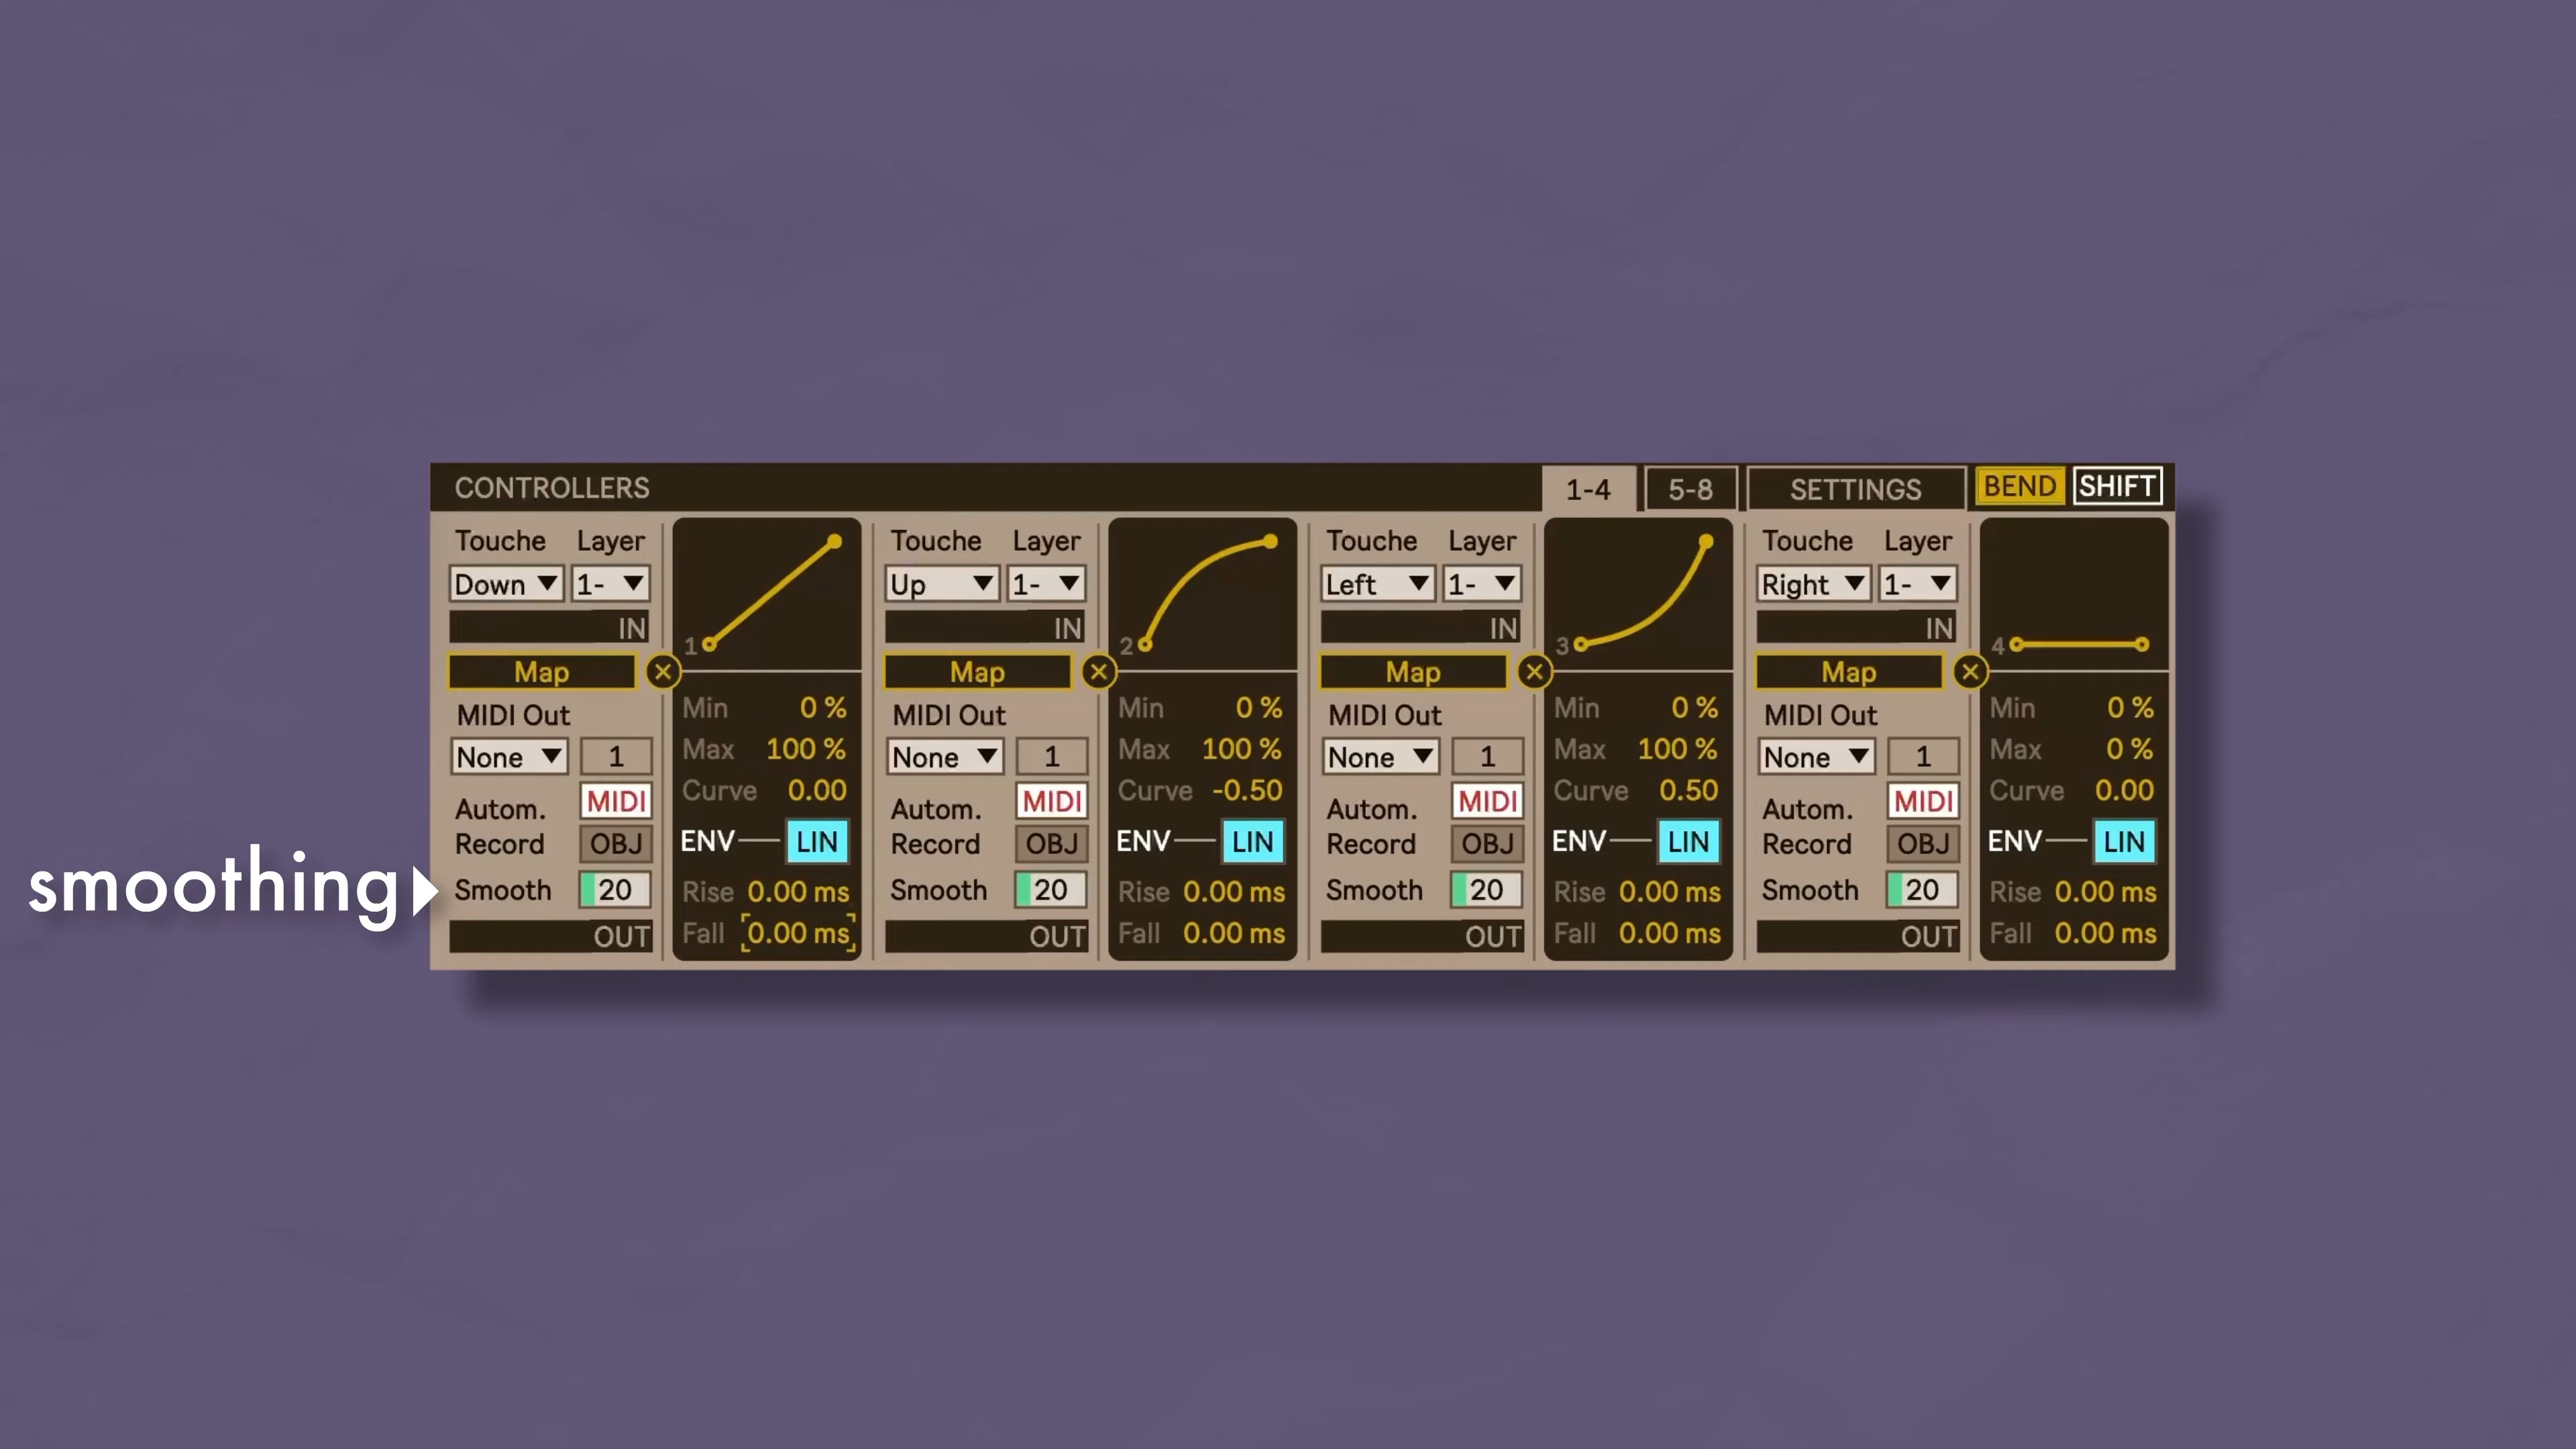 CONTROLLERS 1-4 5-8 SETTINGS BEND SHIFT
Touche Layer Touche Layer Touche Layer Touche Layer
Down 1- Up 1- Left 1- Right 1-
IN IN IN IN
1 2 3 4
Map Map Map Map
MIDI Out Min 0 % MIDI Out Min 0 % MIDI Out Min 0 % MIDI Out Min 0 %
None 1 Max 100 % None 1 Max 100 % None 1 Max 100 % None 1 Max 0 %
MIDI Curve 0.00 MIDI Curve -0.50 MIDI Curve 0.50 MIDI Curve 0.00
Autom. Autom. Autom. Autom.
Record OBJ ENV LIN Record OBJ ENV LIN Record OBJ ENV LIN Record OBJ ENV LIN
smoothing Smooth 20 Rise 0.00 ms Smooth 20 Rise 0.00 ms Smooth 20 Rise 0.00 ms Smooth 20 Rise 0.00 ms
OUT Fall 0.00 ms OUT Fall 0.00 ms OUT Fall 0.00 ms OUT Fall 0.00 ms